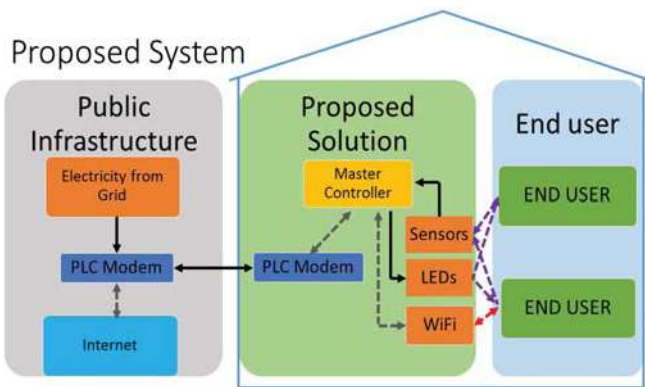 Proposed System
Public
Infrastructure
Electricity from
Grid
PLC Modem
Internet
Proposed
Solution
Master
Controller
PLC Modem
Sensors
LEDs
WiFi
End user
END USER
END USER